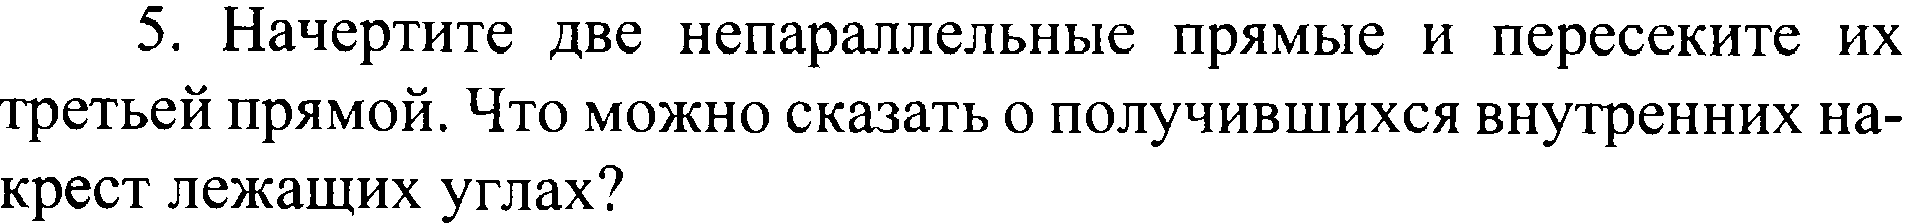 5. Начертите две непараллельные прямые и пересеките их
третьей прямой. Что можно сказать о получившихся внутренних на-
крест лежащих углах?